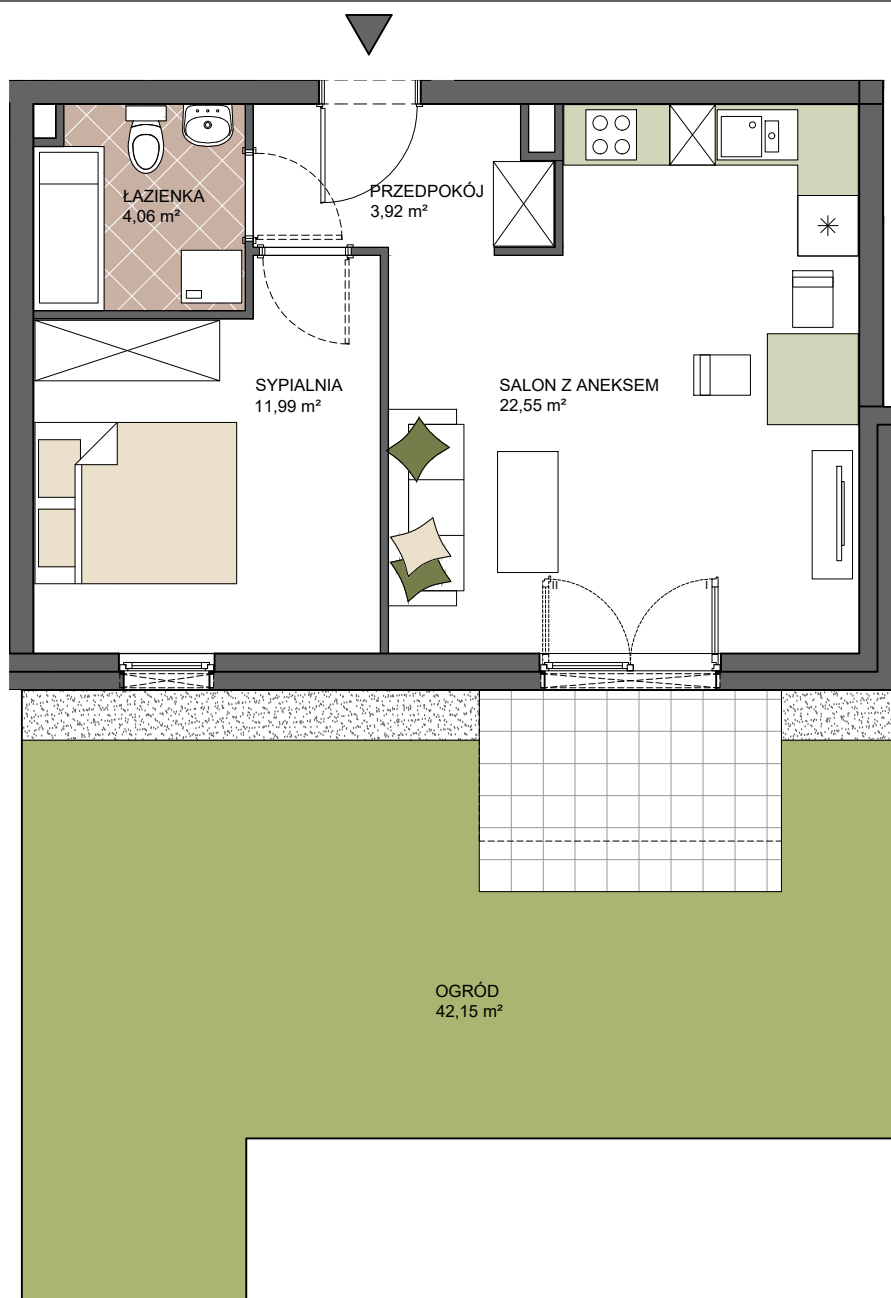 ŁAZIENKA
4,06 m²
PRZEDPOKÓJ
3,92 m²
SYPIALNIA
11,99 m²
SALON Z ANEKSEM
22,55 m²
OGRÓD
42,15 m²